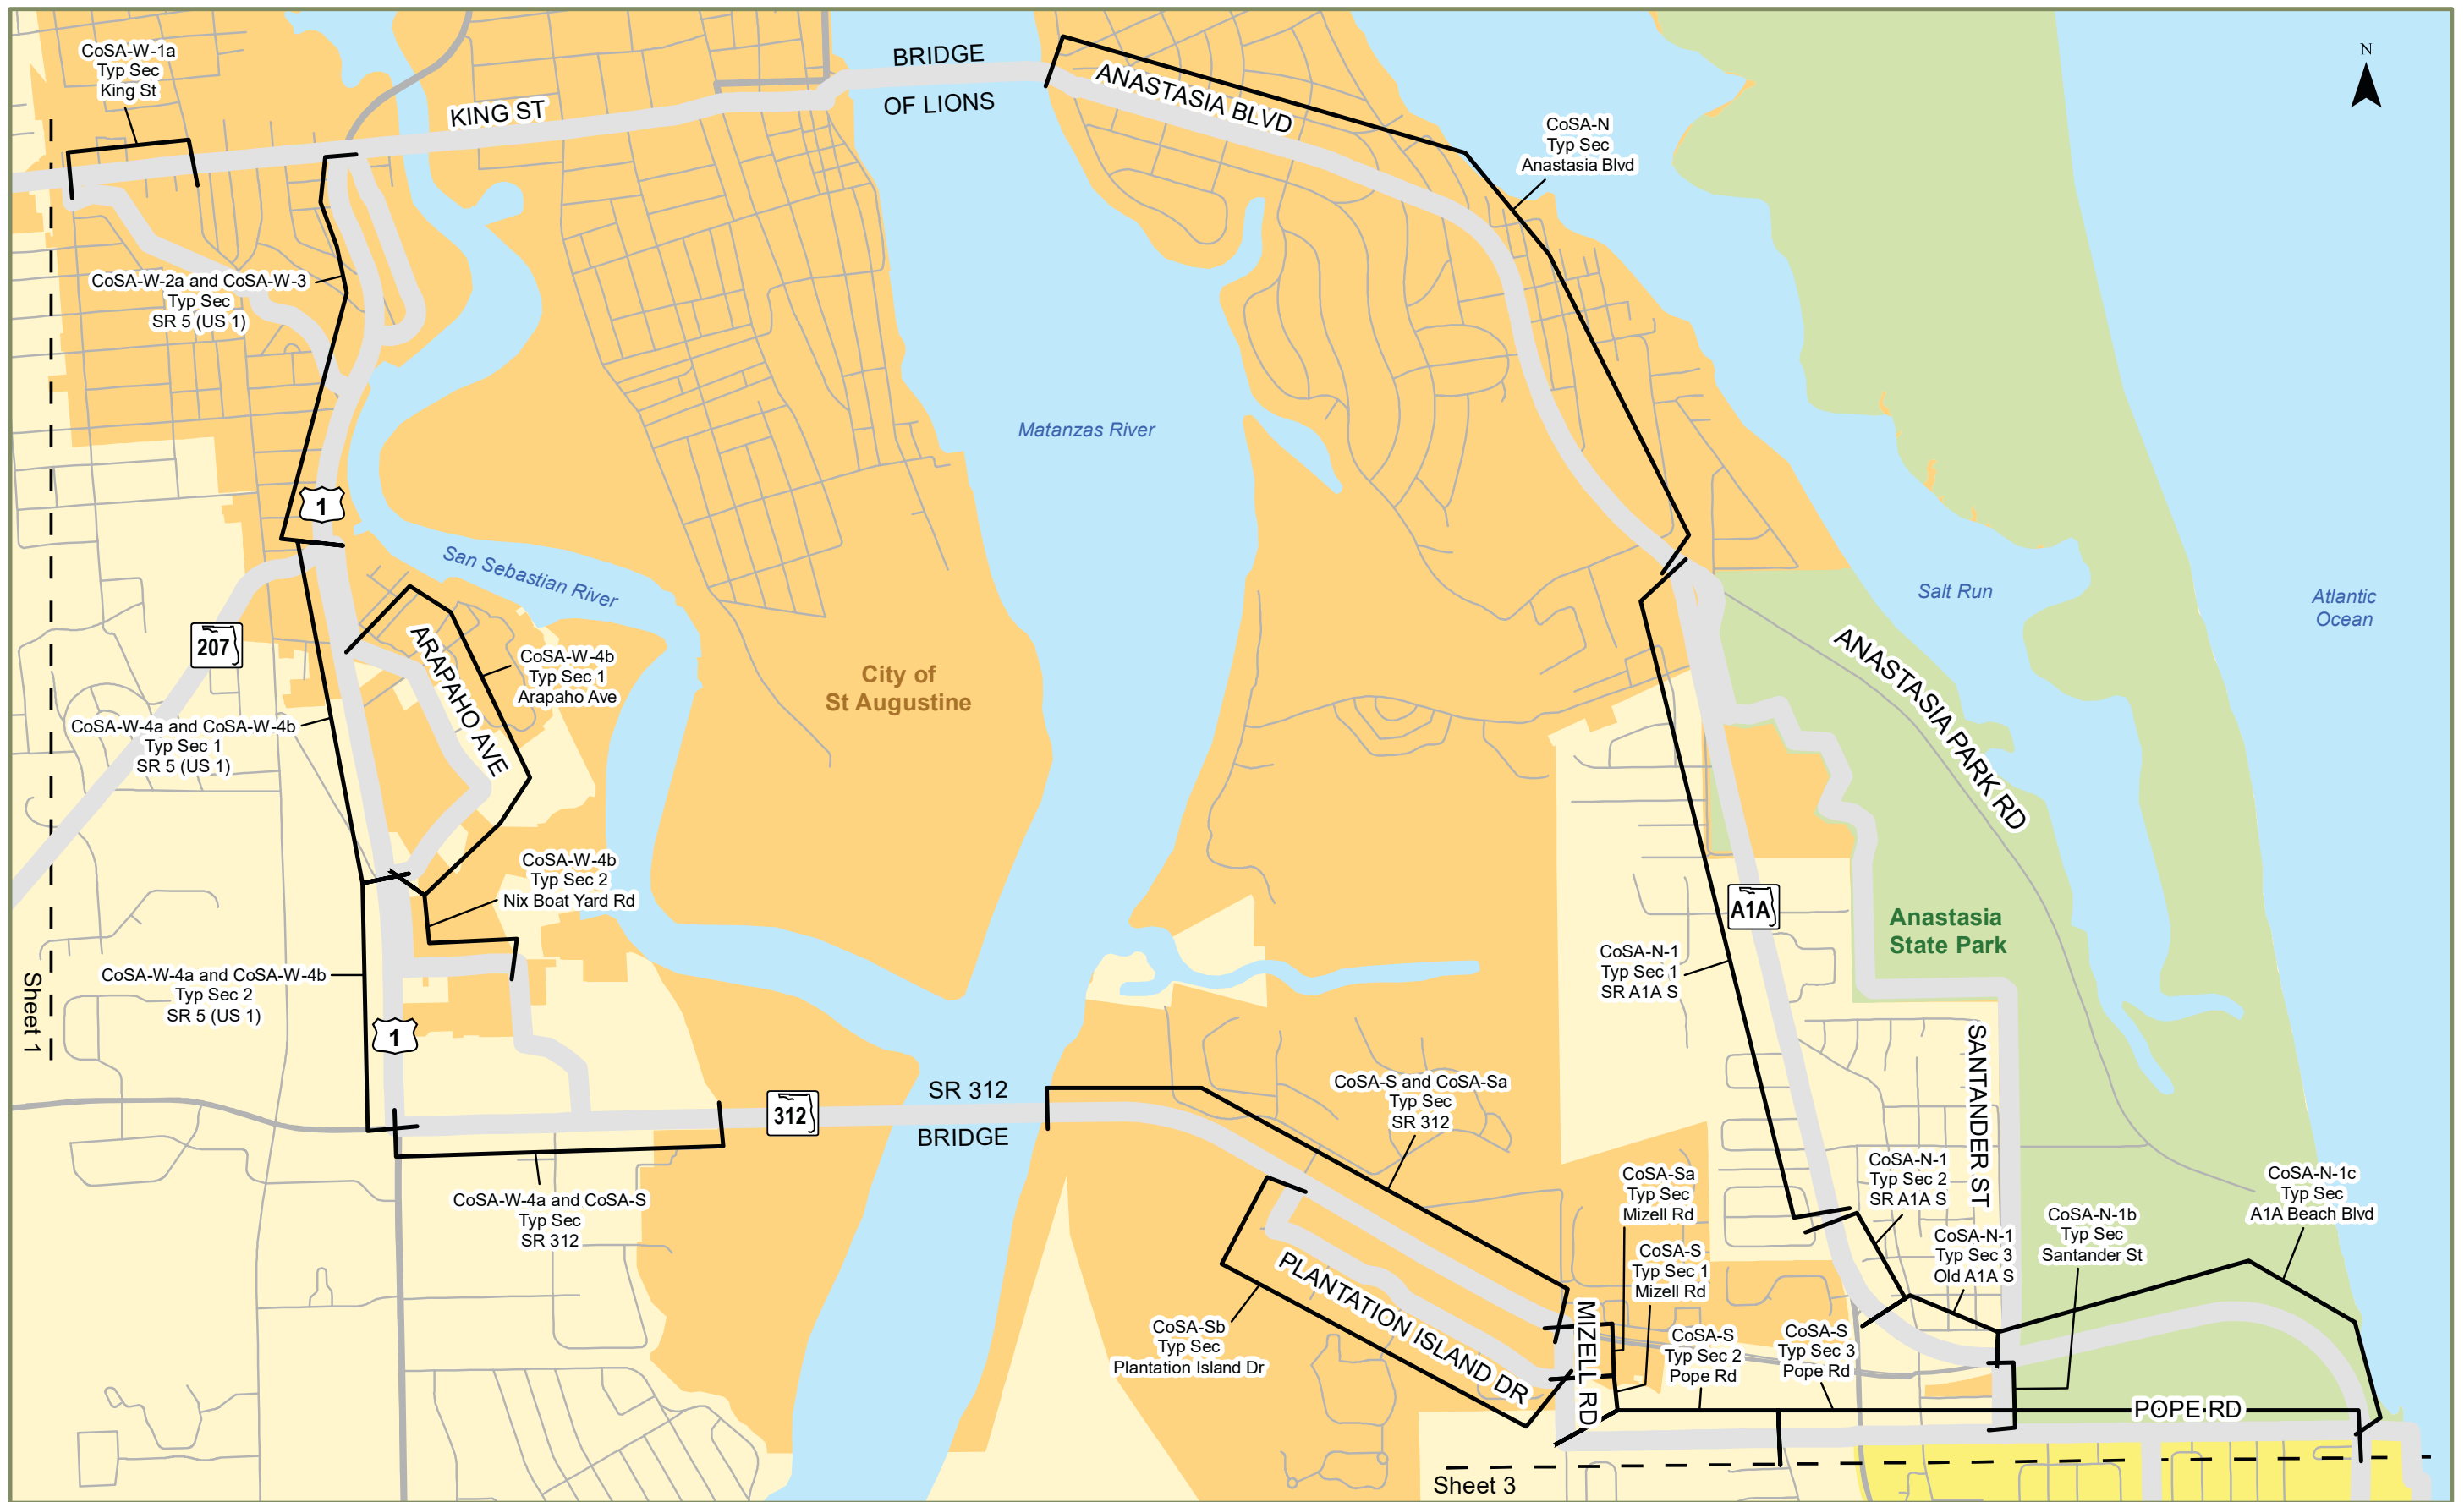 CoSA-W-1a
Typ Sec
King St
KING ST
BRIDGE
OF LIONS
ANASTASIA BLVD
CoSA-N
Typ Sec
Anastasia Blvd
N
CoSA-W-2a and CoSA-W-3
Typ Sec
SR 5 (US 1)
Matanzas River
1
San Sebastian River
207
ARAPAHO AVE
CoSA-W-4b
Typ Sec 1
Arapaho Ave
City of
St Augustine
Salt Run
Atlantic
Ocean
ANASTASIA PARK RD
CoSA-W-4a and CoSA-W-4b
Typ Sec 1
SR 5 (US 1)
CoSA-W-4b
Typ Sec 2
Nix Boat Yard Rd
A1A
Anastasia
State Park
CoSA-N-1
Typ Sec 1
SR A1A S
Sheet 1
CoSA-W-4a and CoSA-W-4b
Typ Sec 2
SR 5 (US 1)
1
312
SR 312
BRIDGE
CoSA-S and CoSA-Sa
Typ Sec
SR 312
SANTANDER ST
CoSA-W-4a and CoSA-S
Typ Sec
SR 312
CoSA-Sa
Typ Sec
Mizell Rd
CoSA-N-1
Typ Sec 2
SR A1A S
CoSA-N-1c
Typ Sec
A1A Beach Blvd
CoSA-N-1b
Typ Sec
Santander St
CoSA-N-1
Typ Sec 3
Old A1A S
CoSA-S
Typ Sec 1
Mizell Rd
PLANTATION ISLAND DR
CoSA-Sb
Typ Sec
Plantation Island Dr
MIZELL RD
CoSA-S
Typ Sec 2
Pope Rd
CoSA-S
Typ Sec 3
Pope Rd
POPE RD
Sheet 3